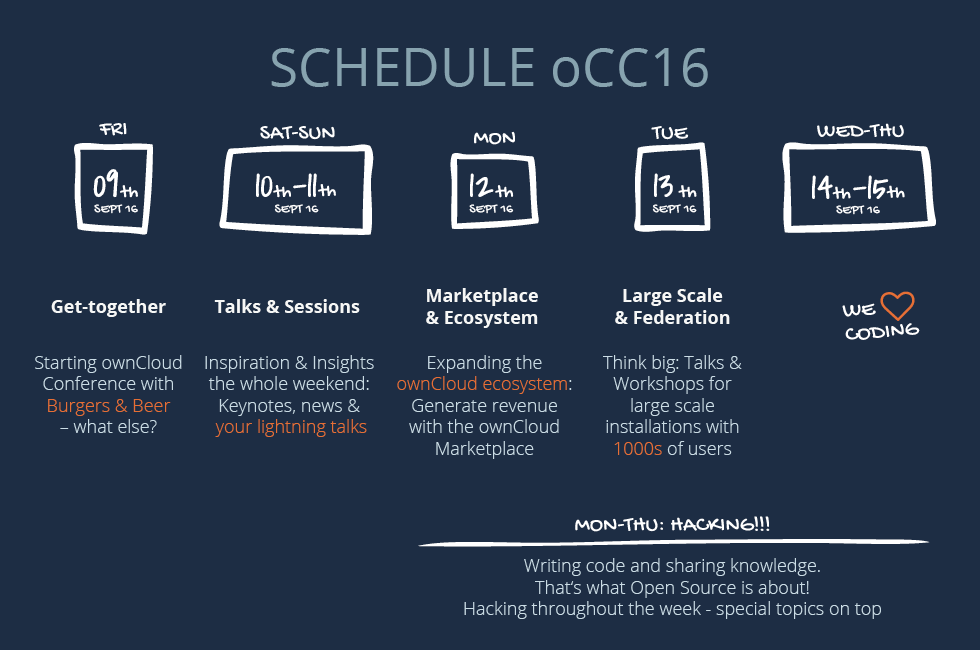 SCHEDULE oCC16
FRI
09th
SEPT 16
Get-together
Starting ownCloud
Conference with
Burgers & Beer
– what else?
SAT-SUN
10th-11th
SEPT 16
Talks & Sessions
Inspiration & Insights
the whole weekend:
Keynotes, news &
your lightning talks
MON
12th
SEPT 16
Marketplace
& Ecosystem
Expanding the
ownCloud ecosystem:
Generate revenue
with the ownCloud
Marketplace
TUE
13 th
SEPT 16
Large Scale
& Federation
Think big: Talks &
Workshops for
large scale
installations with
1000s of users
WED-THU
14th-15th
SEPT 16
WE
CODING
MON-THU: HACKING!!!
Writing code and sharing knowledge.
That's what Open Source is about!
Hacking throughout the week - special topics on top